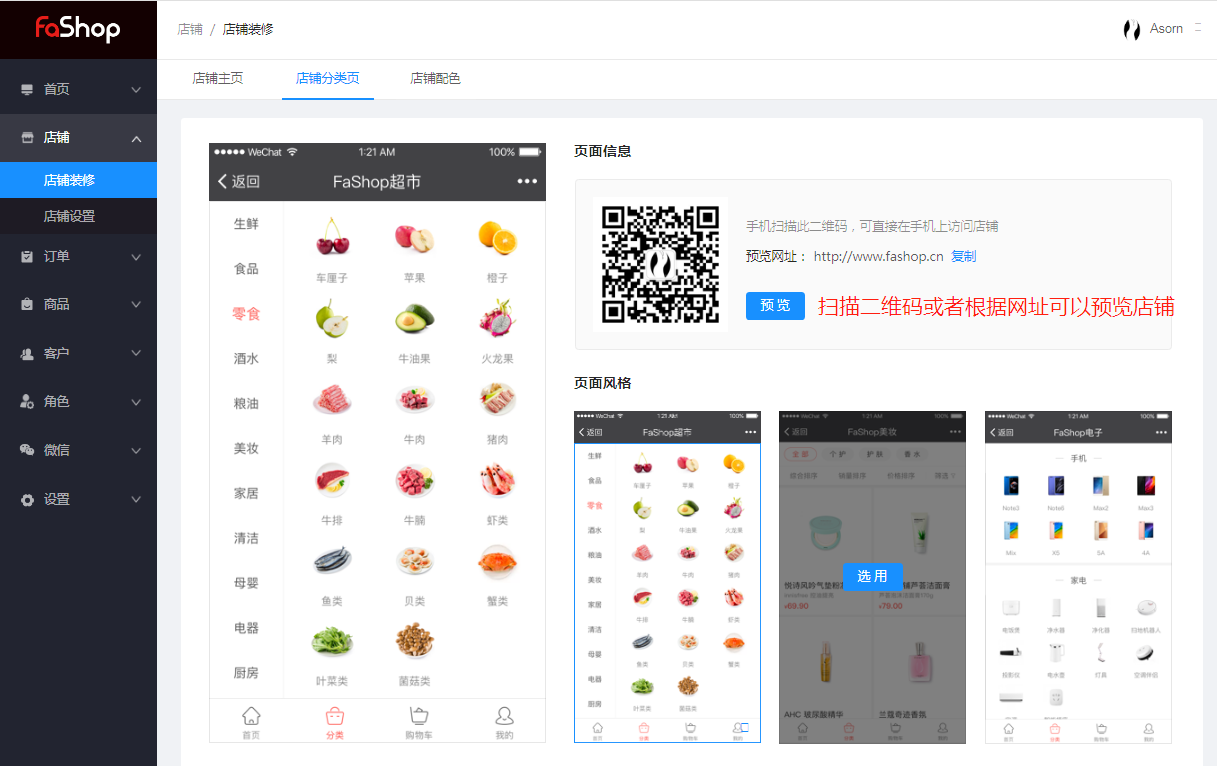 FaShop
店铺 / 店铺装修
Asorn
首页
店铺
店铺装修
店铺设置
订单
商品
客户
角色
微信
设置
店铺主页
店铺分类页
店铺配色
WeChat 1:21 AM 100%
返回 FaShop超市
生鲜
食品
零食
酒水
粮油
美妆
家居
清洁
母婴
电器
厨房
车厘子 苹果 橙子
梨 牛油果 火龙果
羊肉 牛肉 猪肉
牛排 牛腩 虾类
鱼类 贝类 蟹类
叶菜类 菌菇类
首页 分类 购物车 我的
页面信息
手机扫描此二维码，可直接在手机上访问店铺
预览网址： http://www.fashop.cn 复制
预 览
扫描二维码或者根据网址可以预览店铺
页面风格
WeChat 1:21 AM 100%
返回 FaShop超市
生鲜
食品
零食
酒水
粮油
美妆
家居
清洁
母婴
电器
厨房
车厘子 苹果 橙子
梨 牛油果 火龙果
羊肉 牛肉 猪肉
牛排 牛腩 虾类
鱼类 贝类 蟹类
叶菜类 菌菇类
首页 分类 购物车 我的
WeChat 1:21 AM 100%
返回 FaShop美妆
全部 个护 护肤 香水
综合排序 销量排序 价格排序 筛选
选 用
悦诗风吟气垫粉
¥69.90
铺芦荟洁面膏
¥79.00
AHC 玻尿酸精华
兰蔻奇迹香氛
首页 分类 购物车 我的
WeChat 1:21 AM 100%
返回 FaShop电子
手机
Note3 Note6 Max2 Max3
Mix X5 5A 4A
家电
电饭煲 净水器 净化器 扫地机器人
投影仪 电水壶 灯具 空调伴侣
首页 分类 购物车 我的